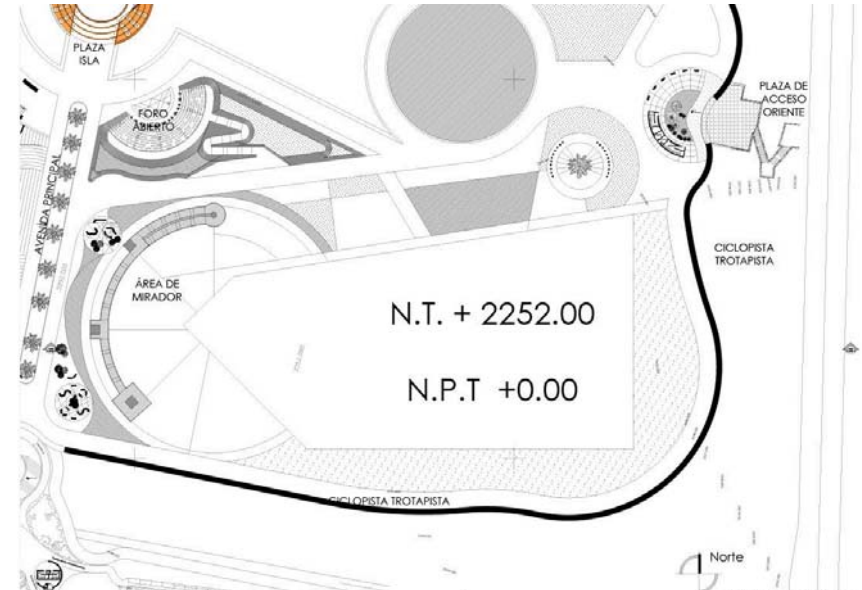 PLAZA
ISLA
FORO
ABIERTO
PLAZA DE
ACCESO
ORIENTE
AVENIDA PRINCIPAL
CICLOPISTA
TROTAPISTA
ÁREA DE
MIRADOR
N.T. + 2252.00
N.P.T +0.00
CICLOPISTA TROTAPISTA
Norte